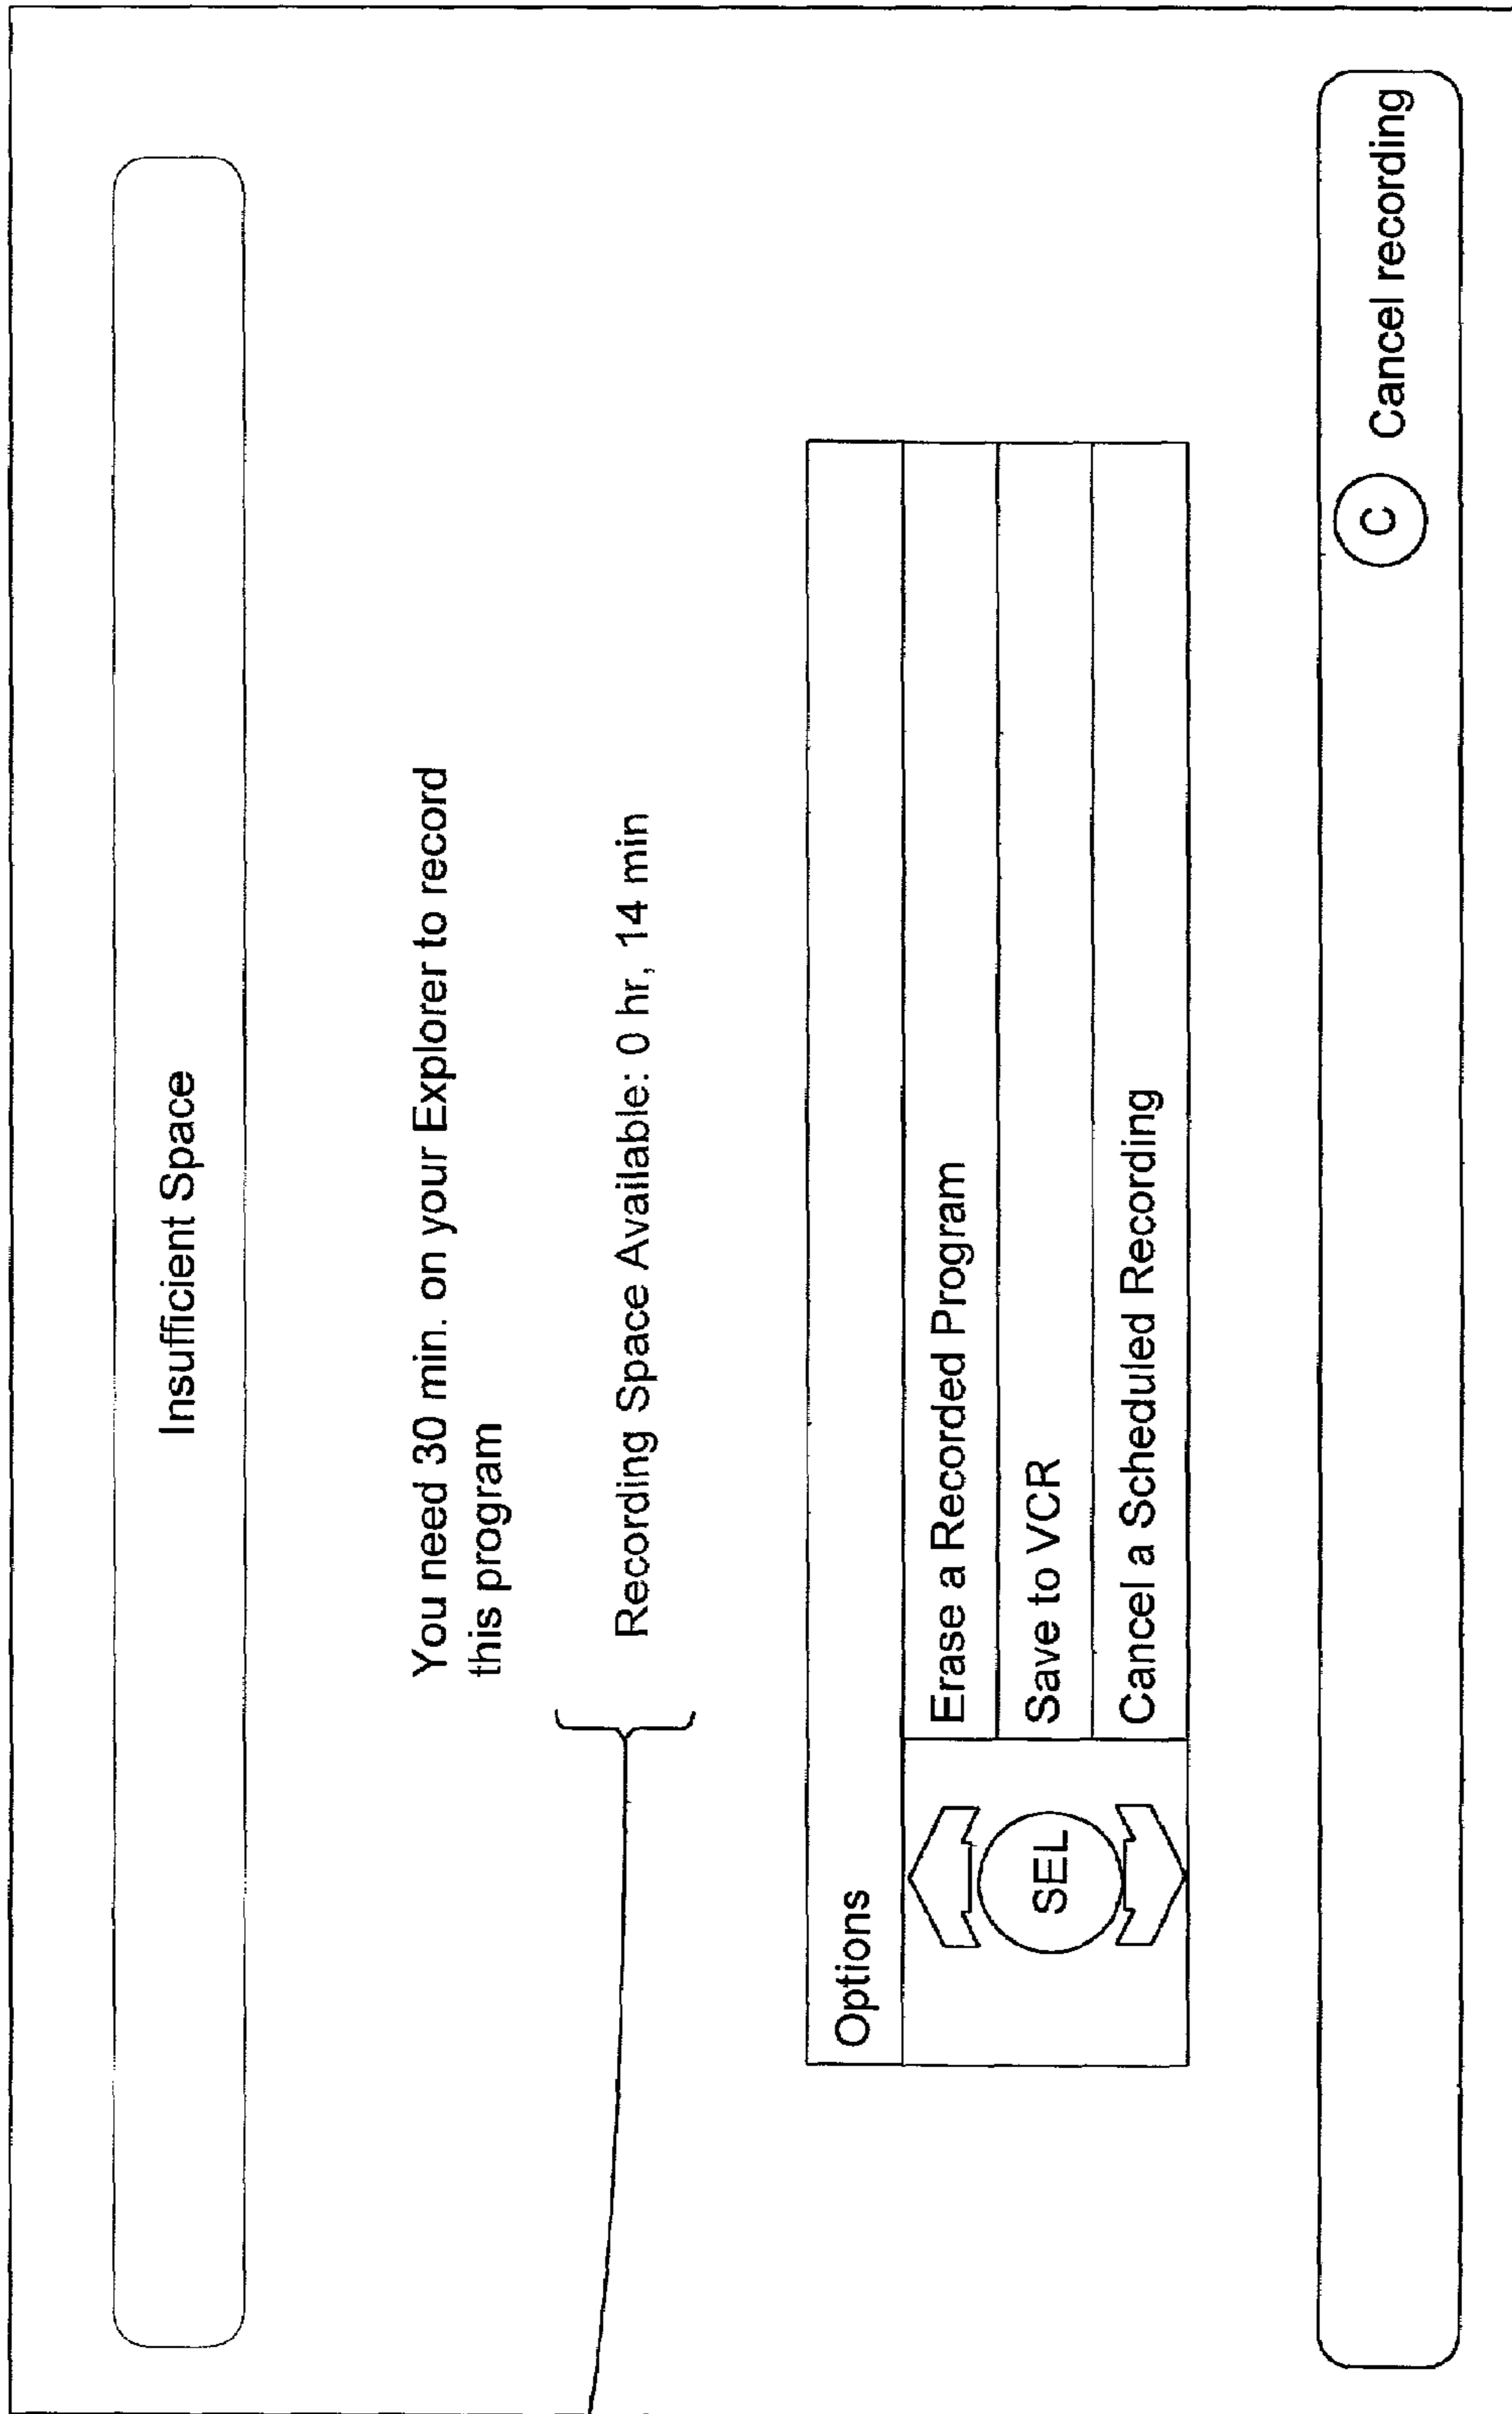 Insufficient Space
You need 30 min. on your Explorer to record
this program
Recording Space Available: 0 hr, 14 min
Options
SEL
Erase a Recorded Program
Save to VCR
Cancel a Scheduled Recording
C Cancel recording